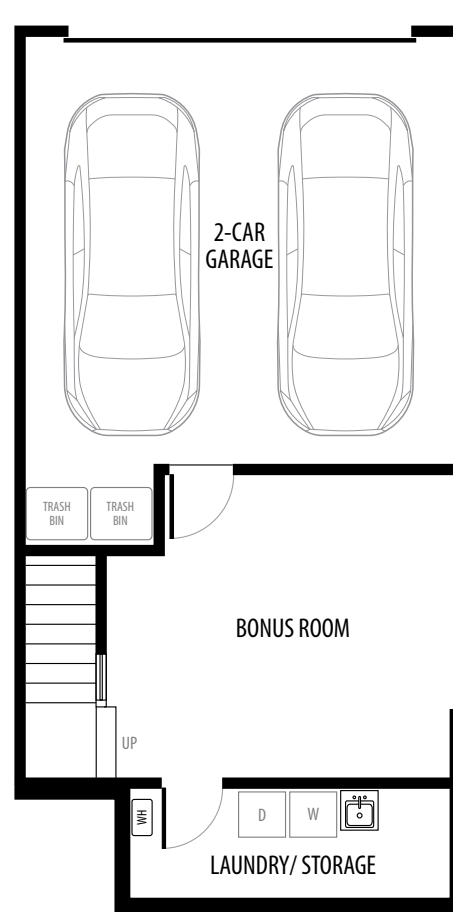 2-CAR
GARAGE
TRASH
BIN
TRASH
BIN
BONUS ROOM
UP
WH
D
W
LAUNDRY/ STORAGE